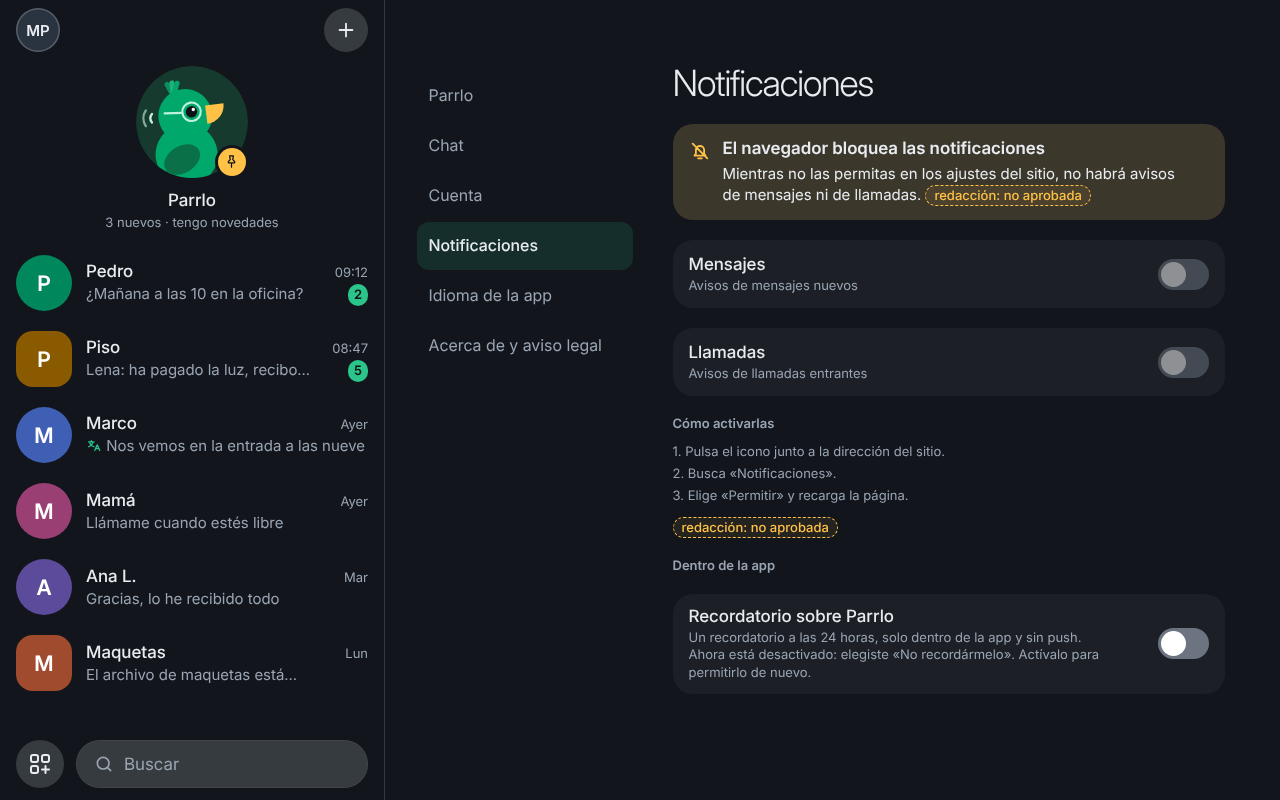 MP
Parrlo
3 nuevos · tengo novedades
Pedro
09:12
¿Mañana a las 10 en la oficina?
2
P
Piso
08:47
Lena: ha pagado la luz, recibo...
5
P
Marco
Ayer
Nos vemos en la entrada a las nueve
M
Mamá
Ayer
Llámame cuando estés libre
M
Ana L.
Mar
Gracias, lo he recibido todo
A
Maquetas
Lun
El archivo de maquetas está...
M
Buscar
Parrlo
Chat
Cuenta
Notificaciones
Idioma de la app
Acerca de y aviso legal
Notificaciones
El navegador bloquea las notificaciones
Mientras no las permitas en los ajustes del sitio, no habrá avisos
de mensajes ni de llamadas. redacción: no aprobada
Mensajes
Avisos de mensajes nuevos
Llamadas
Avisos de llamadas entrantes
Cómo activarlas
1. Pulsa el icono junto a la dirección del sitio.
2. Busca «Notificaciones».
3. Elige «Permitir» y recarga la página.
redacción: no aprobada
Dentro de la app
Recordatorio sobre Parrlo
Un recordatorio a las 24 horas, solo dentro de la app y sin push.
Ahora está desactivado: elegiste «No recordármelo». Actívalo para
permitirlo de nuevo.